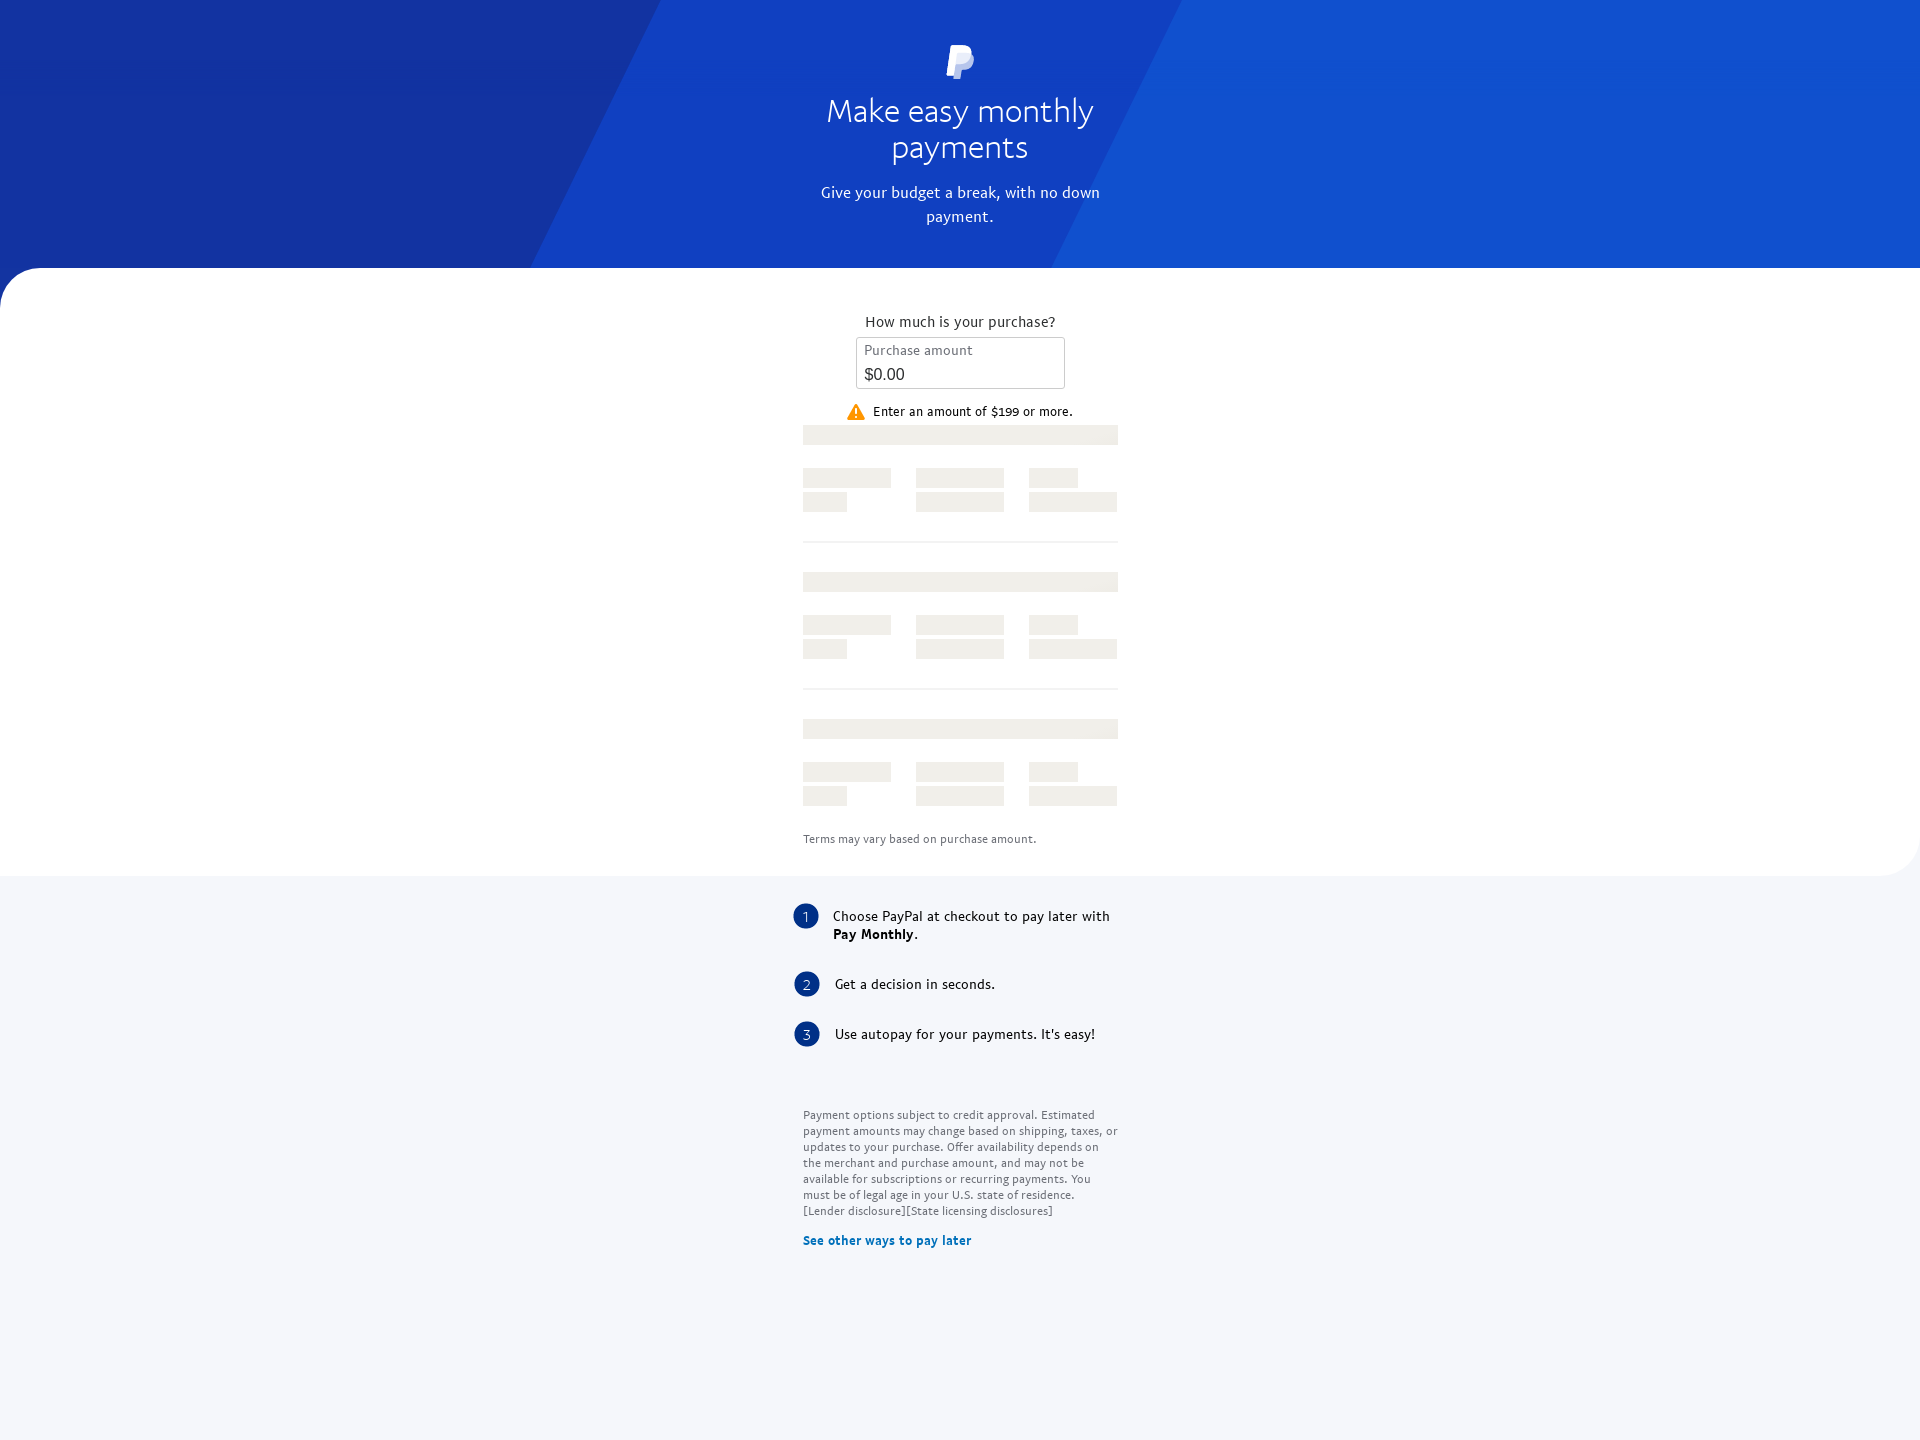 Make easy monthly
payments
Give your budget a break, with no down
payment.
How much is your purchase?
Purchase amount
$0.00
Enter an amount of $199 or more.
Terms may vary based on purchase amount.
1 Choose PayPal at checkout to pay later with
Pay Monthly.
2 Get a decision in seconds.
3 Use autopay for your payments. It's easy!
Payment options subject to credit approval. Estimated
payment amounts may change based on shipping, taxes, or
updates to your purchase. Offer availability depends on
the merchant and purchase amount, and may not be
available for subscriptions or recurring payments. You
must be of legal age in your U.S. state of residence.
[Lender disclosure][State licensing disclosures]
See other ways to pay later